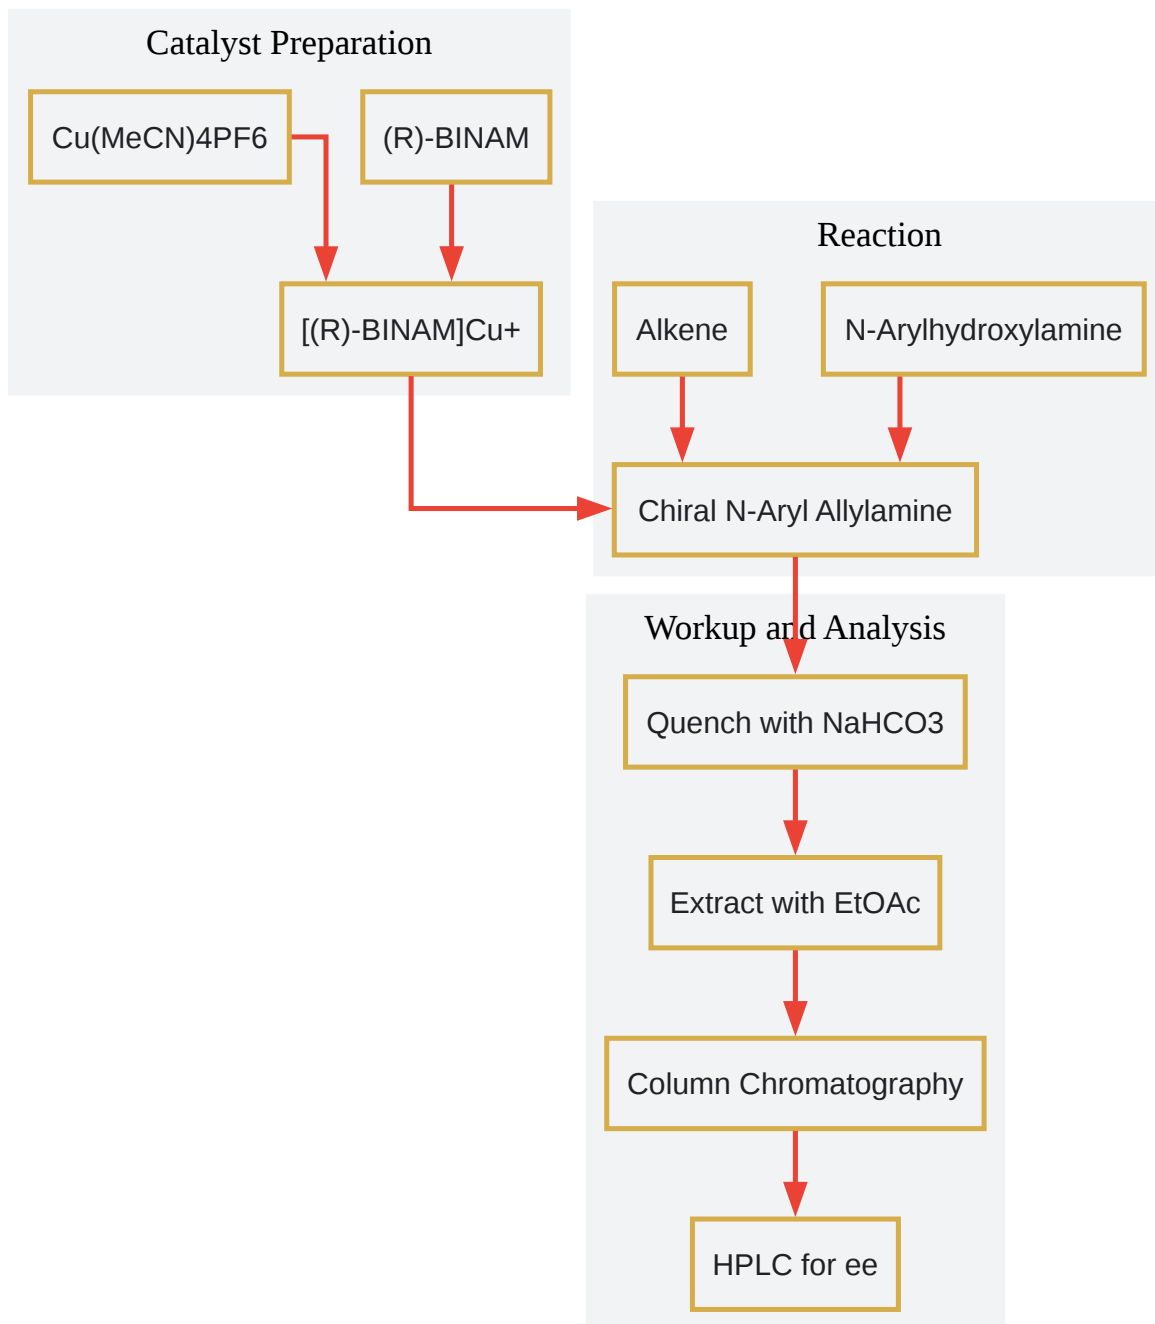 Catalyst Preparation
Cu(MeCN)4PF6
(R)-BINAM
[(R)-BINAM]Cu+
Reaction
Alkene
N-Arylhydroxylamine
Chiral N-Aryl Allylamine
Workup and Analysis
Quench with NaHCO3
Extract with EtOAc
Column Chromatography
HPLC for ee